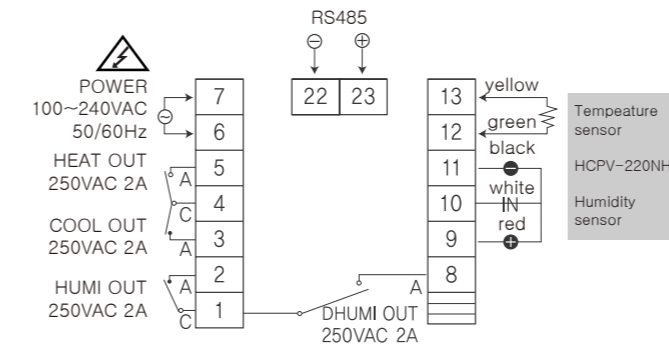 RS485
POWER
100~240VAC
50/60Hz
7
6
HEAT OUT
250VAC 2A
A
5
C
4
COOL OUT
250VAC 2A
A
3
HUMI OUT
250VAC 2A
A
2
C
1
22 23
DHUMI OUT
250VAC 2A
A
13
yellow
12
green
11
black
10
white
IN
9
red
8
Tempeature
sensor
HCPV-220NH
Humidity
sensor